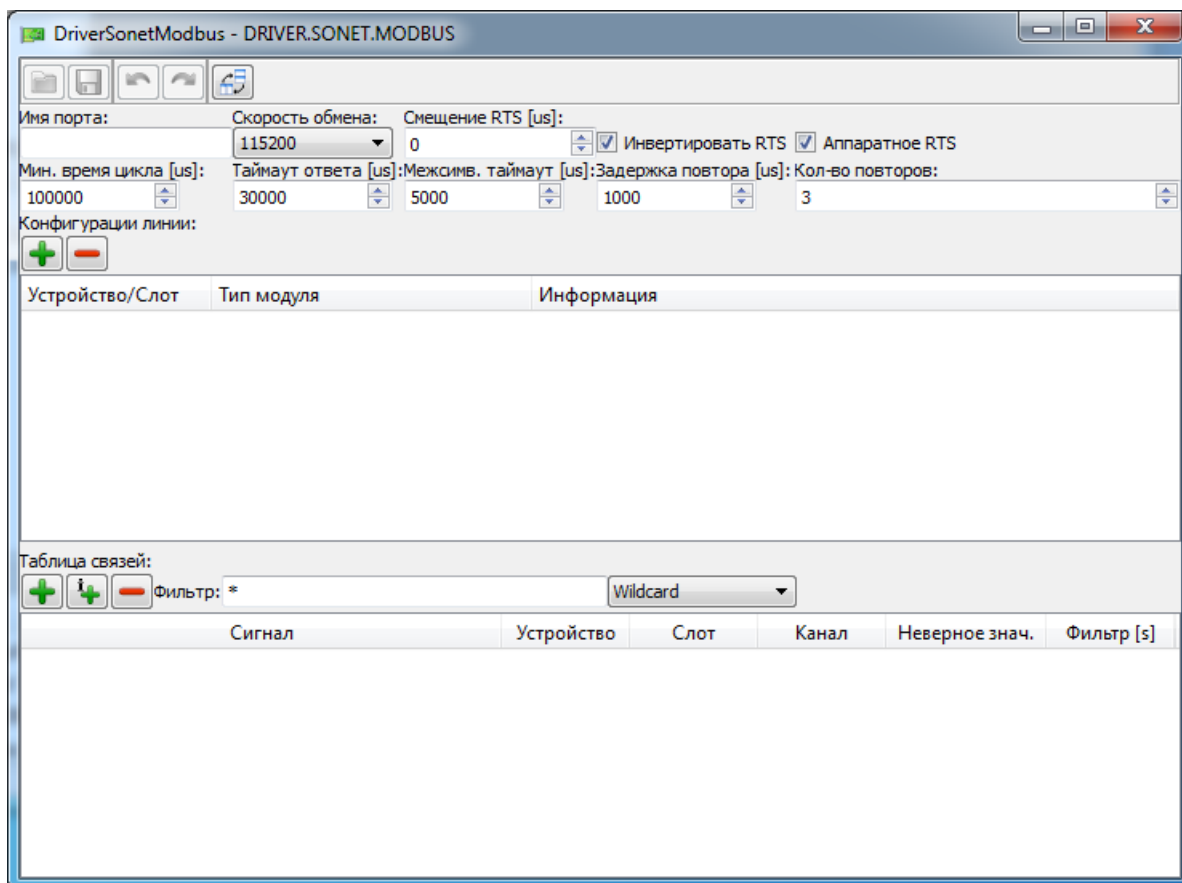 DriverSonetModbus - DRIVER.SONET.MODBUS
Имя порта: Скорость обмена: Смещение RTS [us]:
115200 0 Инвертировать RTS Аппаратное RTS
Мин. время цикла [us]: Таймаут ответа [us]: Межсимв. таймаут [us]: Задержка повтора [us]: Кол-во повторов:
100000 30000 5000 1000 3
Конфигурации линии:
Устройство/Слот Тип модуля Информация
Таблица связей:
Фильтр: * Wildcard
Сигнал Устройство Слот Канал Неверное знач. Фильтр [s]